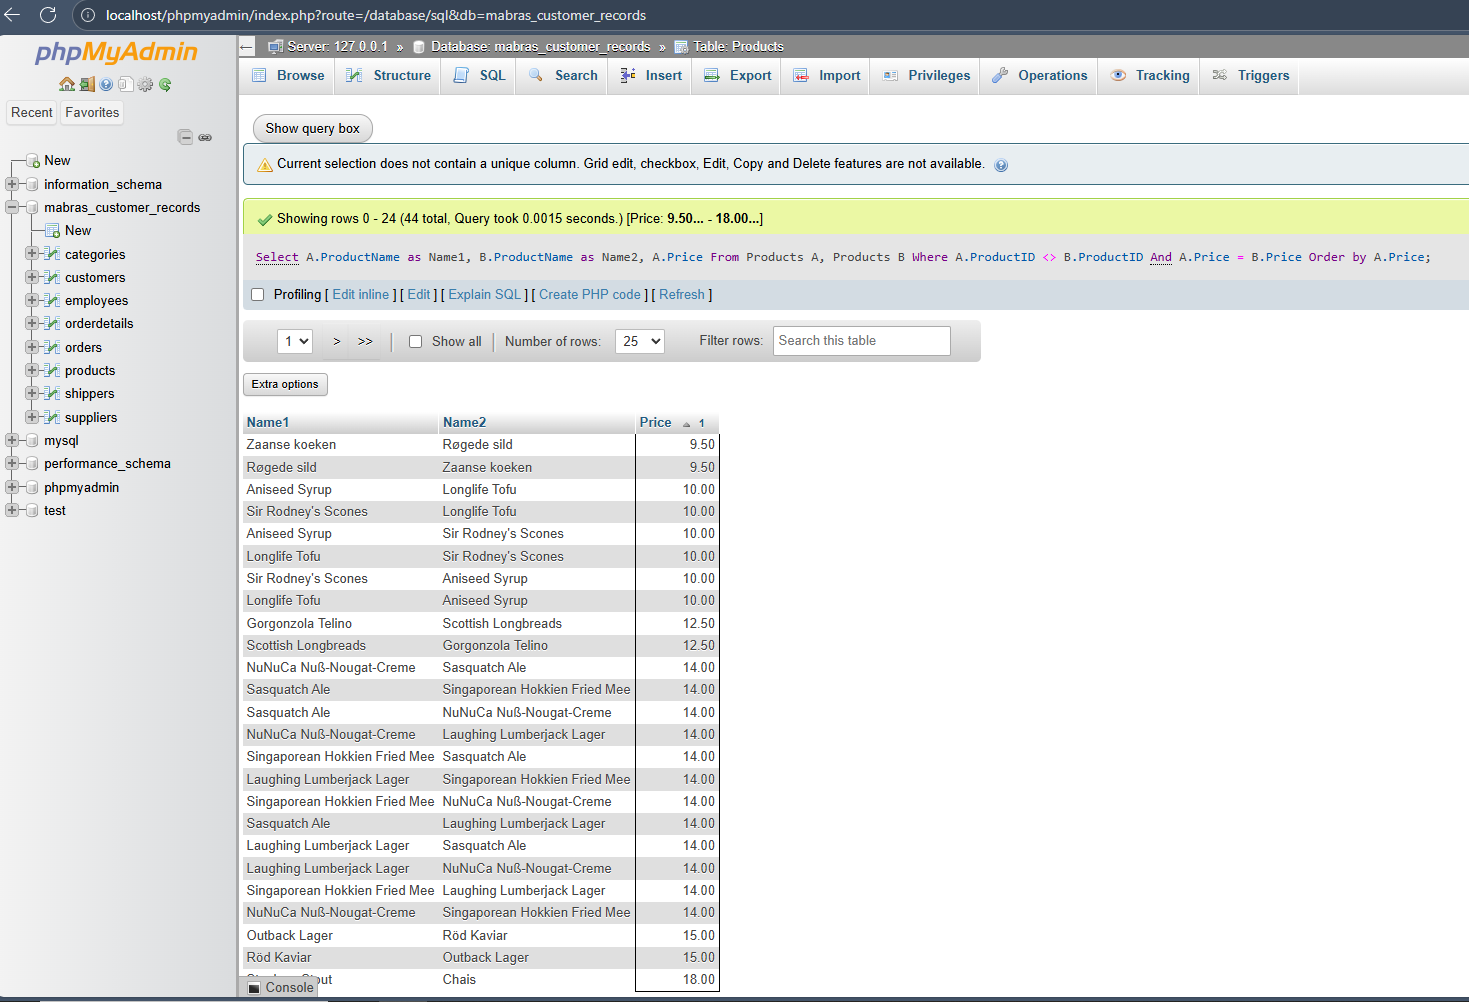 localhost/phpmyadmin/index.php?route=/database/sql&db=mabras_customer_records
phpMyAdmin
Recent Favorites
New
information_schema
mabras_customer_records
New
categories
customers
employees
orderdetails
orders
products
shippers
suppliers
mysql
performance_schema
phpmyadmin
test
Server: 127.0.0.1 » Database: mabras_customer_records » Table: Products
Browse Structure SQL Search Insert Export Import Privileges Operations Tracking Triggers
Show query box
Current selection does not contain a unique column. Grid edit, checkbox, Edit, Copy and Delete features are not available.
Showing rows 0 - 24 (44 total, Query took 0.0015 seconds.) [Price: 9.50... - 18.00...]
Select A.ProductName as Name1, B.ProductName as Name2, A.Price From Products A, Products B Where A.ProductID <> B.ProductID And A.Price = B.Price Order by A.Price;
Profiling [ Edit inline ] [ Edit ] [ Explain SQL ] [ Create PHP code ] [ Refresh ]
1 > >> Show all Number of rows: 25 Filter rows: Search this table
Extra options
Name1 Name2 Price 1
Zaanse koeken Røgede sild 9.50
Røgede sild Zaanse koeken 9.50
Aniseed Syrup Longlife Tofu 10.00
Sir Rodney's Scones Longlife Tofu 10.00
Aniseed Syrup Sir Rodney's Scones 10.00
Longlife Tofu Sir Rodney's Scones 10.00
Sir Rodney's Scones Aniseed Syrup 10.00
Longlife Tofu Aniseed Syrup 10.00
Gorgonzola Telino Scottish Longbreads 12.50
Scottish Longbreads Gorgonzola Telino 12.50
NuNuCa Nuß-Nougat-Creme Sasquatch Ale 14.00
Sasquatch Ale Singaporean Hokkien Fried Mee 14.00
Sasquatch Ale NuNuCa Nuß-Nougat-Creme 14.00
NuNuCa Nuß-Nougat-Creme Laughing Lumberjack Lager 14.00
Singaporean Hokkien Fried Mee Sasquatch Ale 14.00
Laughing Lumberjack Lager Singaporean Hokkien Fried Mee 14.00
Singaporean Hokkien Fried Mee NuNuCa Nuß-Nougat-Creme 14.00
Sasquatch Ale Laughing Lumberjack Lager 14.00
Laughing Lumberjack Lager Sasquatch Ale 14.00
Laughing Lumberjack Lager NuNuCa Nuß-Nougat-Creme 14.00
Singaporean Hokkien Fried Mee Laughing Lumberjack Lager 14.00
NuNuCa Nuß-Nougat-Creme Singaporean Hokkien Fried Mee 14.00
Outback Lager Röd Kaviar 15.00
Röd Kaviar Outback Lager 15.00
Chais 18.00
Console